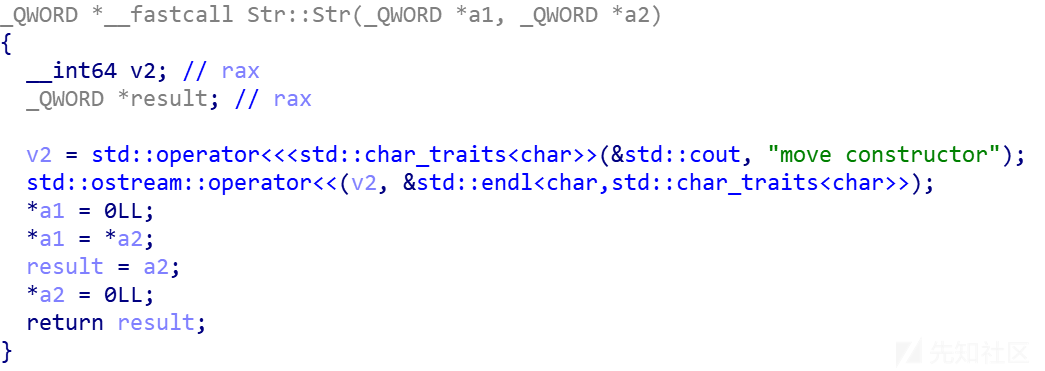 _QWORD *__fastcall Str::Str(_QWORD *a1, _QWORD *a2)
{
  __int64 v2; // rax
  _QWORD *result; // rax

  v2 = std::operator<<<std::char_traits<char>>(&std::cout, "move constructor");
  std::ostream::operator<<(v2, &std::endl<char,std::char_traits<char>>);
  *a1 = 0LL;
  *a1 = *a2;
  result = a2;
  *a2 = 0LL;
  return result;
}
先知社区